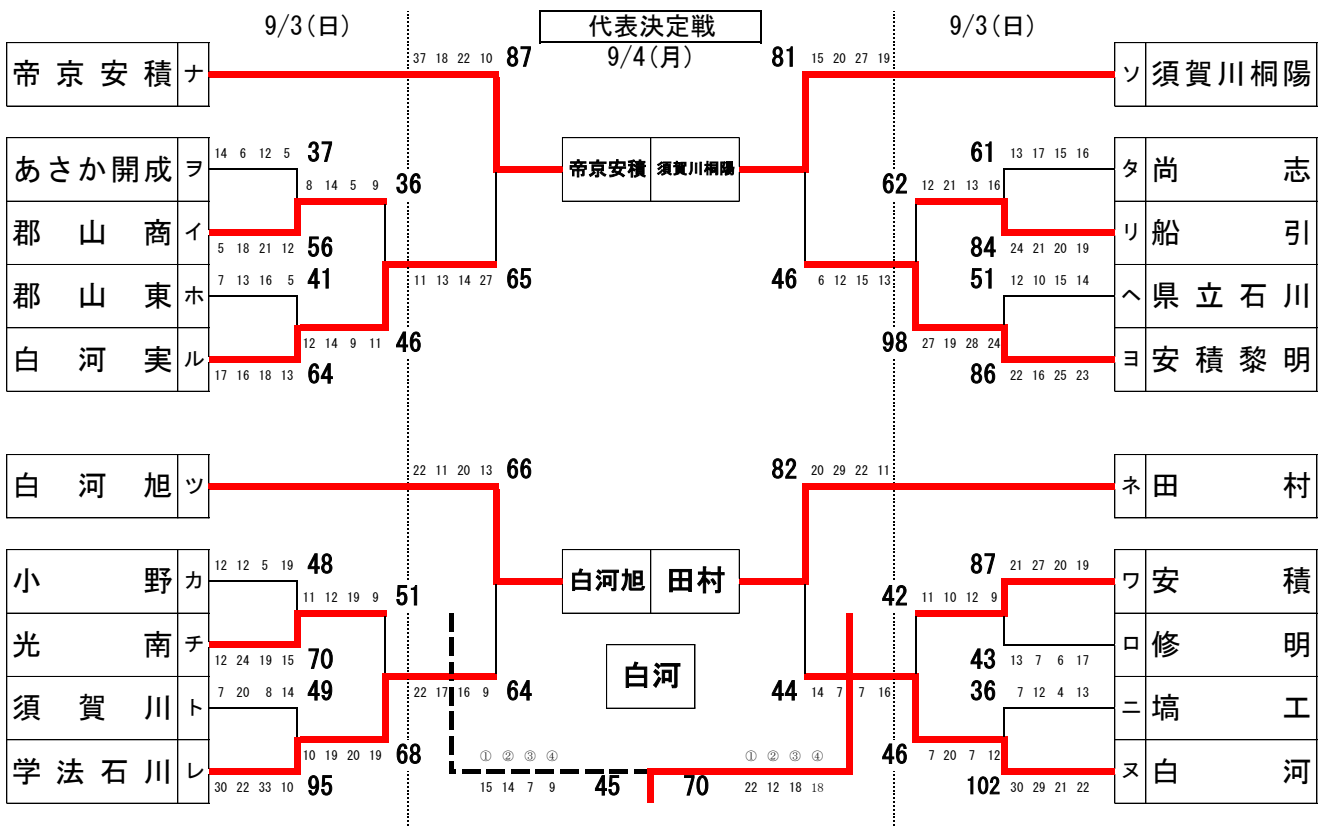 9/3(日)
代表決定戦
9/4(月)
9/3(日)
帝京安積 ナ
37 18 22 10 87
81 15 20 27 19
ソ 須賀川桐陽
あさか開成 ヲ
14 6 12 5 37
8 14 5 9 36
郡山商 イ
5 18 21 12 56
郡山東 ホ
7 13 16 5 41
11 13 14 27 65
白河実 ル
12 14 9 11 46
17 16 18 13 64
帝京安積 須賀川桐陽
61 13 17 15 16
タ 尚志
62 12 21 13 16
リ 船引
84 24 21 20 19
46 6 12 15 13
51 12 10 15 14
ヘ 県立石川
98 27 19 28 24
ヨ 安積黎明
86 22 16 25 23
白河旭 ツ
22 11 20 13 66
82 20 29 22 11
ネ 田村
小野 カ
12 12 5 19 48
11 12 19 9 51
光南 チ
12 24 19 15 70
須賀川 ト
7 20 8 14 49
22 17 16 9 64
学法石川 レ
10 19 20 19 68
30 22 33 10 95
白河旭 田村
白河
87 21 27 20 19
ワ 安積
42 11 10 12 9
ロ 修明
43 13 7 6 17
44 14 7 7 16
36 7 12 4 13
ニ 塙工
46 7 20 7 12
ヌ 白河
102 30 29 21 22
① ② ③ ④
① ② ③ ④
15 14 7 9 45
70 22 12 18 18